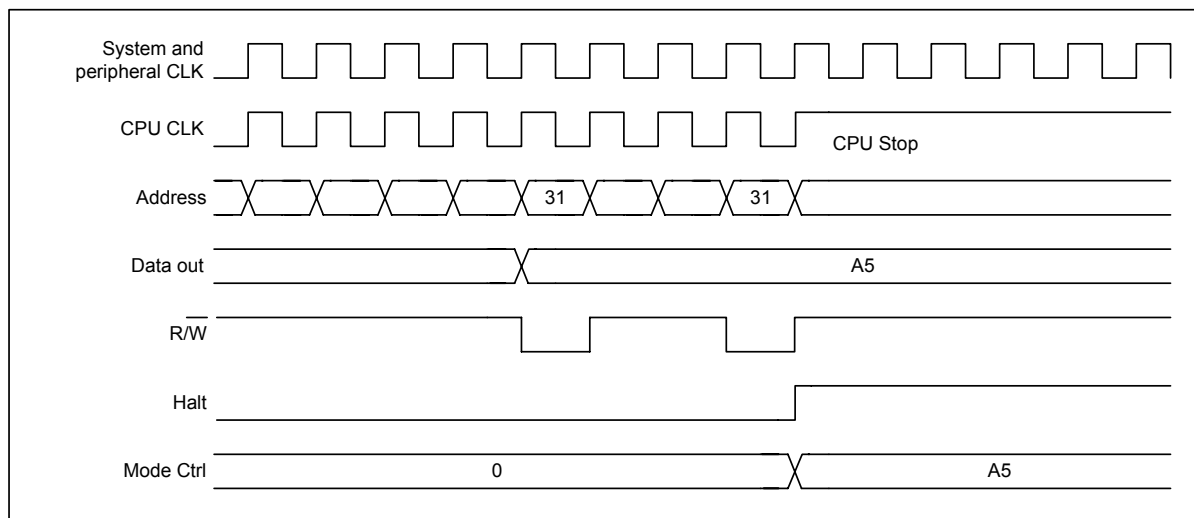 System and
peripheral CLK
CPU CLK
CPU Stop
Address
31
31
Data out
A5
R/W
Halt
Mode Ctrl
0
A5